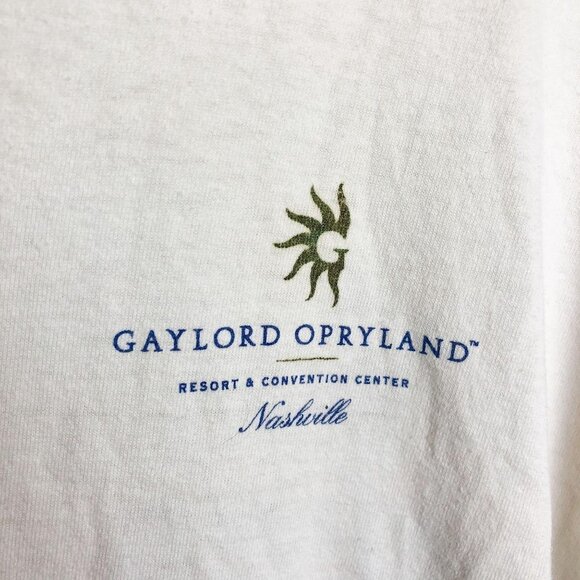 G
GAYLORD OPRYLAND™
RESORT & CONVENTION CENTER
Nashville